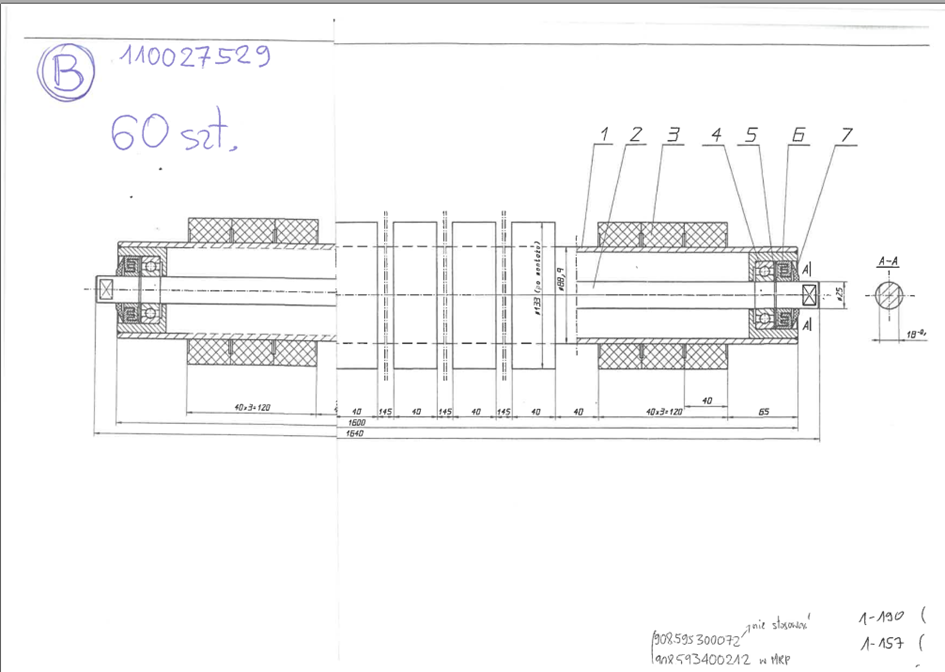 B 110027529
60 szt.
1 2 3 4 5 6 7
A
A-A
ø133 (po montażu)
ø88,9
ø25
A
18
40x3=120
40 145 40 145 40 145 40 40 40x3=120 40 65
1600
1640
nie stosować
908.595300072
908593400212 w MRP
1-190 (
1-157 (